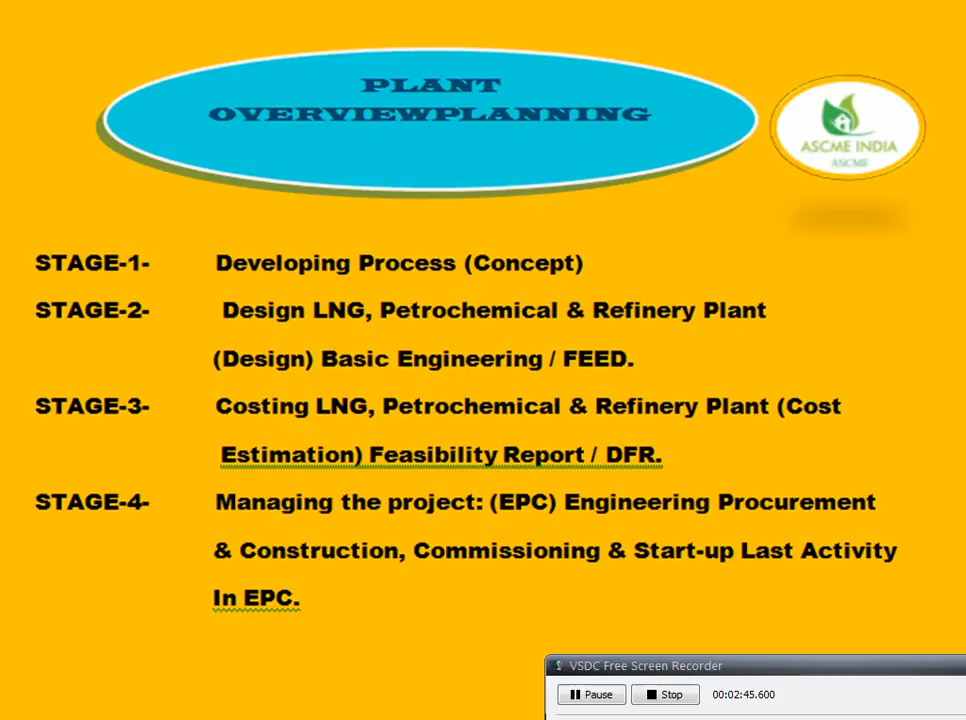 PLANT
OVERVIEWPLANNING
ASCME INDIA
ASCME
STAGE-1- Developing Process (Concept)
STAGE-2- Design LNG, Petrochemical & Refinery Plant
(Design) Basic Engineering / FEED.
STAGE-3- Costing LNG, Petrochemical & Refinery Plant (Cost
Estimation) Feasibility Report / DFR.
STAGE-4- Managing the project: (EPC) Engineering Procurement
& Construction, Commissioning & Start-up Last Activity
In EPC.
VSDC Free Screen Recorder
Pause Stop 00:02:45.600